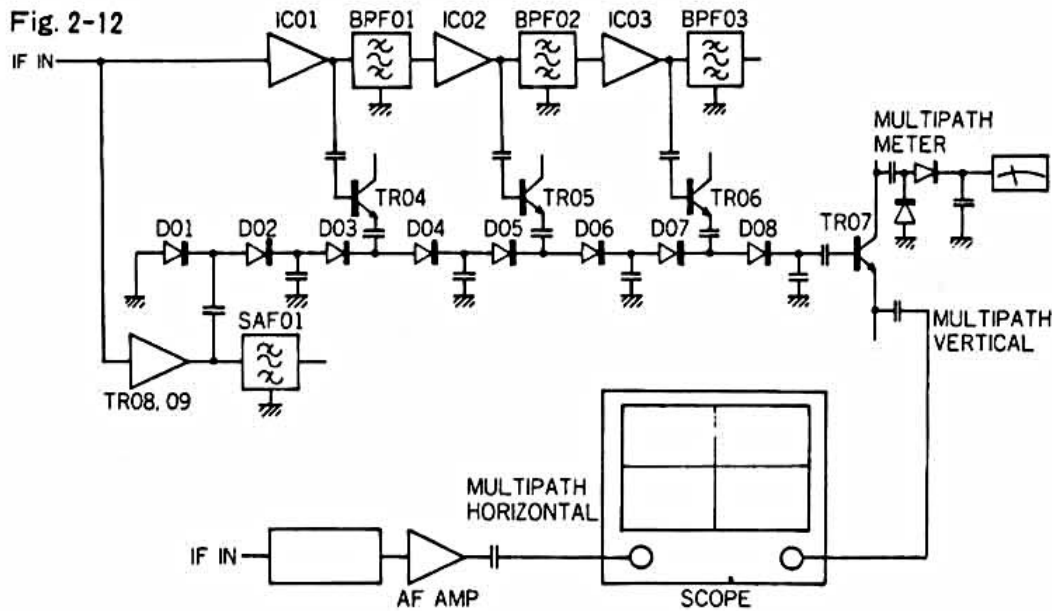 Fig. 2-12
IF IN
IC01
BPF01
IC02
BPF02
IC03
BPF03
MULTIPATH
METER
TR04
TR05
TR06
TR07
D01
D02
D03
D04
D05
D06
D07
D08
SAF01
TR08, 09
MULTIPATH
VERTICAL
MULTIPATH
HORIZONTAL
IF IN
AF AMP
SCOPE